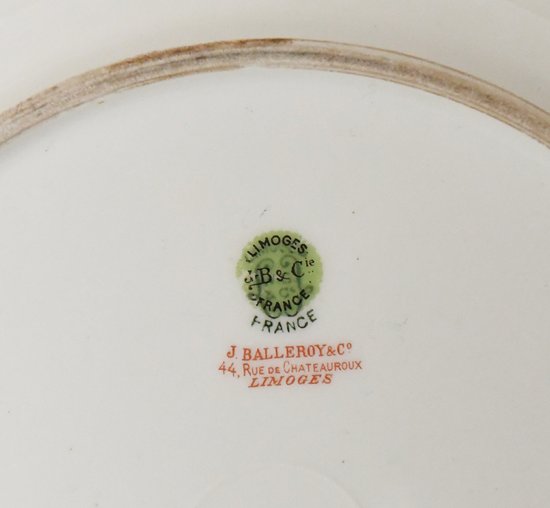 LIMOGES
J. B & Cie
FRANCE
FRANCE
J. BALLEROY & Co
44, RUE DE CHATEAUROUX
LIMOGES